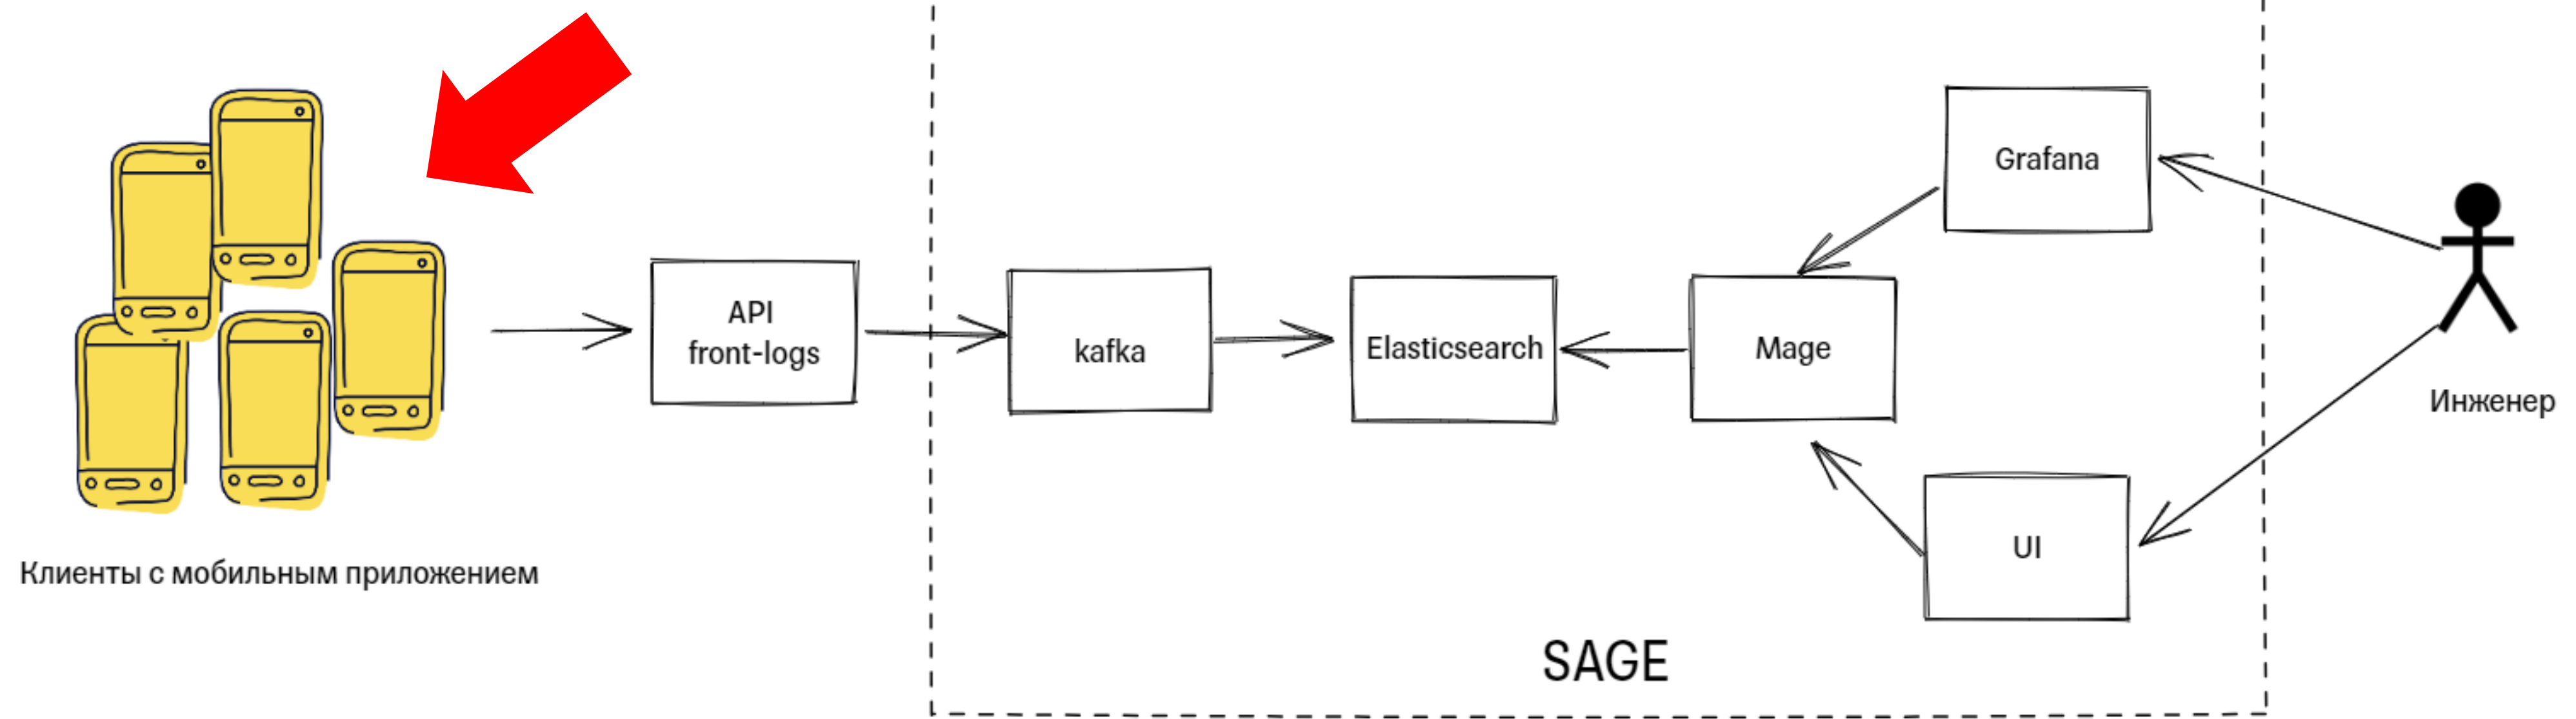 Клиенты с мобильным приложением
API
front-logs
kafka
Elasticsearch
Mage
Grafana
UI
SAGE
Инженер